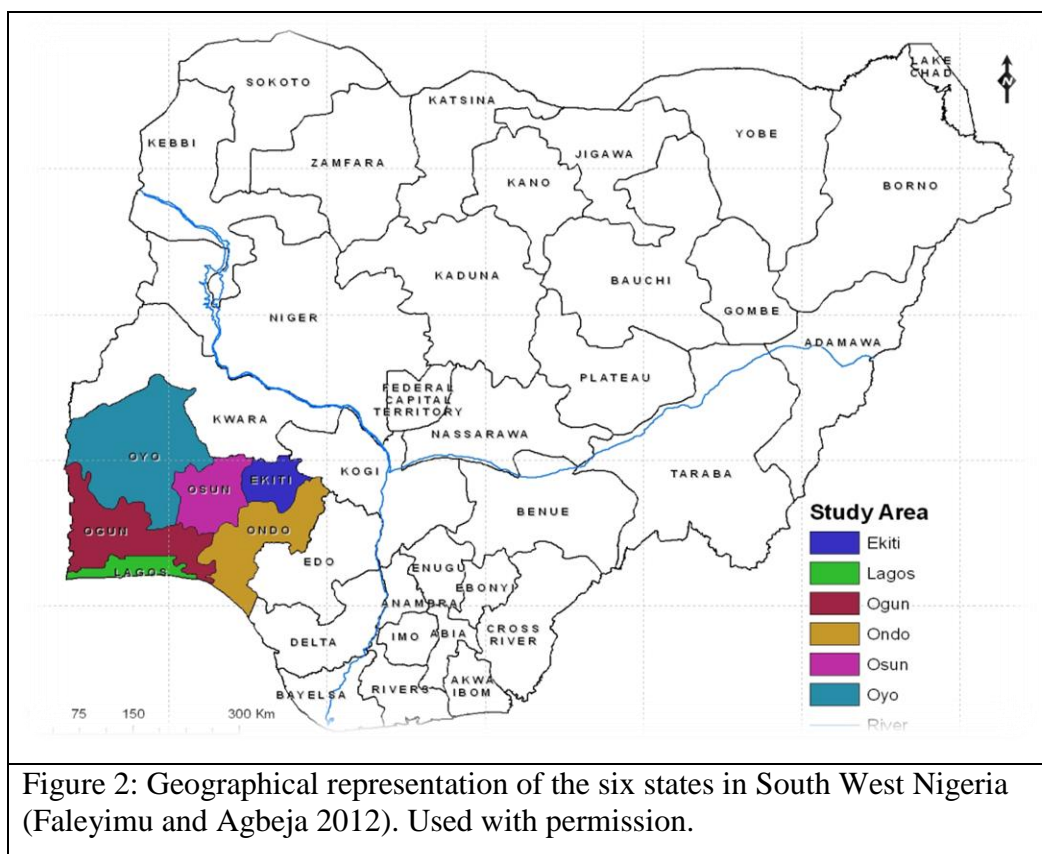 SOKOTO
LAKE
CHAD
KATSINA
KEBBI
YOBE
ZAMFARA
JIGAWA
KANO
BORNO
KADUNA
BAUCHI
NIGER
GOMBE
ADAMAWA
PLATEAU
FEDERAL
CAPITAL
TERRITORY
KWARA
NASSARAWA
OYO
KOGI
TARABA
OSUN
EKITI
BENUE
OGUN
ONDO
EDO
LAGOS
ENUGU
EBONYI
ANAMBRA
CROSS
RIVER
DELTA
IMO
ABIA
AKWA
IBOM
BAYELSA
RIVERS
N
75 150 300 Km
Study Area
Ekiti
Lagos
Ogun
Ondo
Osun
Oyo
River
Figure 2: Geographical representation of the six states in South West Nigeria
(Faleyimu and Agbeja 2012). Used with permission.